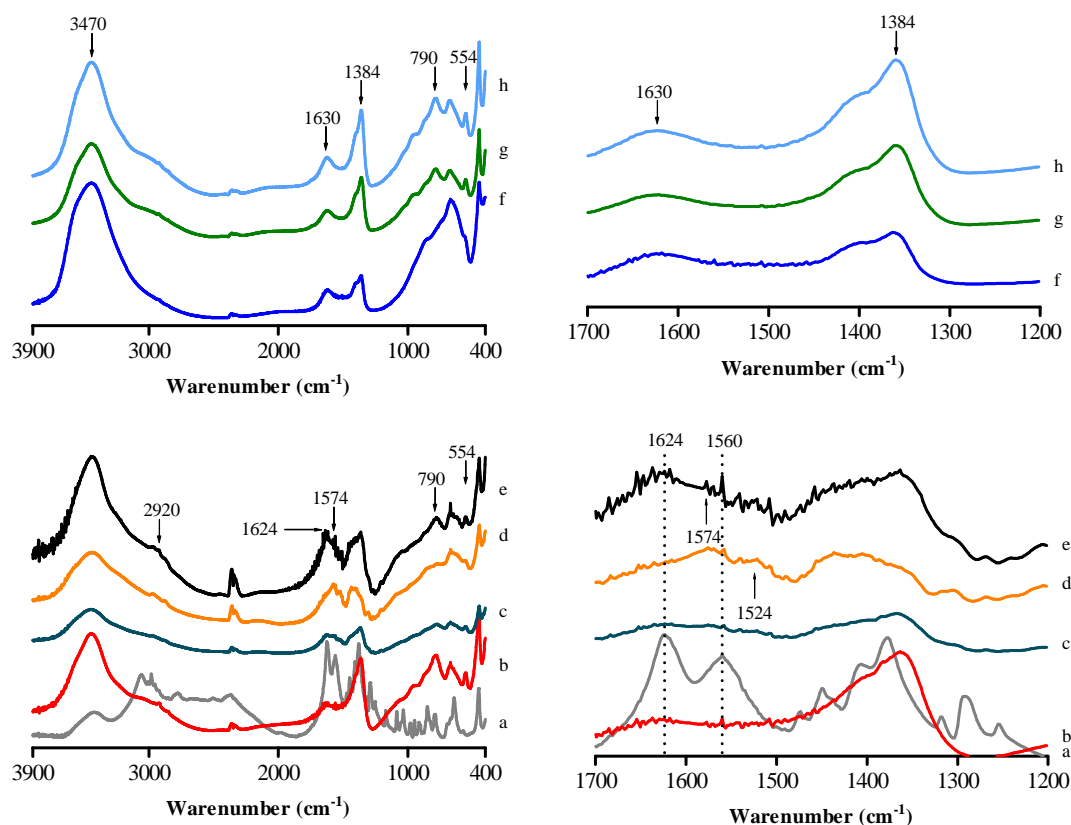 3470
1630
1384
790
554
h
g
f
3900 3000 2000 1000 400
Warenumber (cm-1)
1630
1384
h
g
f
1700 1600 1500 1400 1300 1200
Warenumber (cm-1)
2920
1624
1574
790
554
e
d
c
b
a
3900 3000 2000 1000 400
Warenumber (cm-1)
1624 1560
1574
1524
e
d
c
b
a
1700 1600 1500 1400 1300 1200
Warenumber (cm-1)